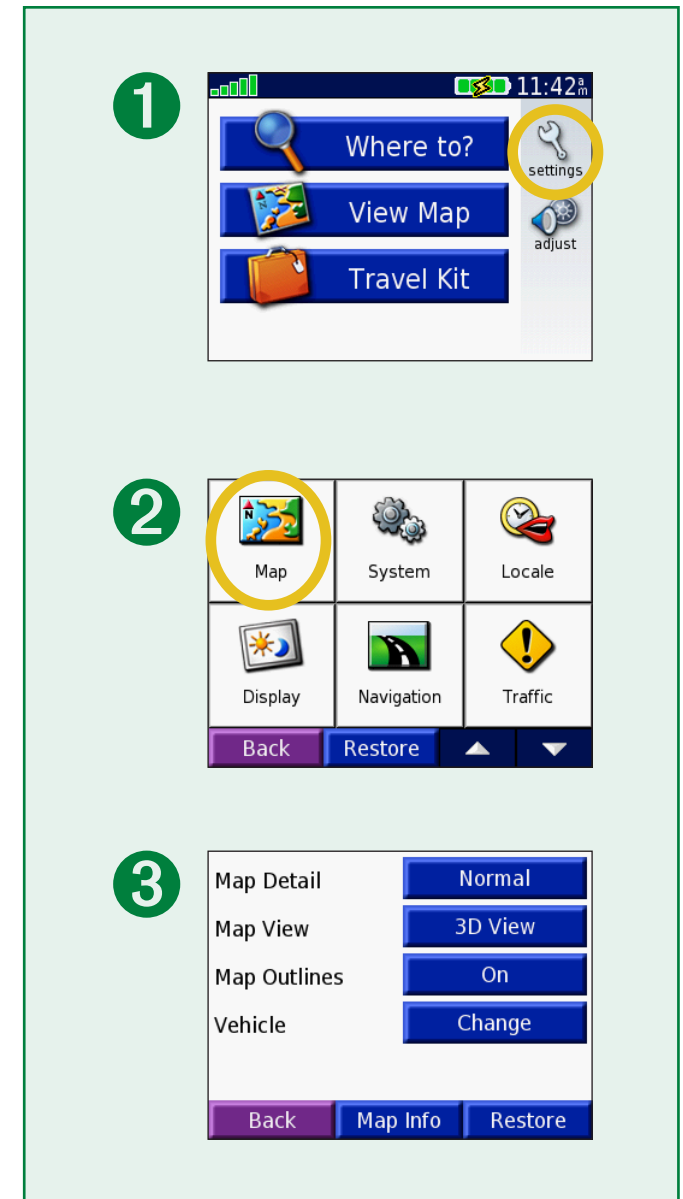 1
11:42 am
Where to?
settings
View Map
adjust
Travel Kit
2
N
Map
System
Locale
Display
Navigation
Traffic
Back
Restore
3
Map Detail
Normal
Map View
3D View
Map Outlines
On
Vehicle
Change
Back
Map Info
Restore